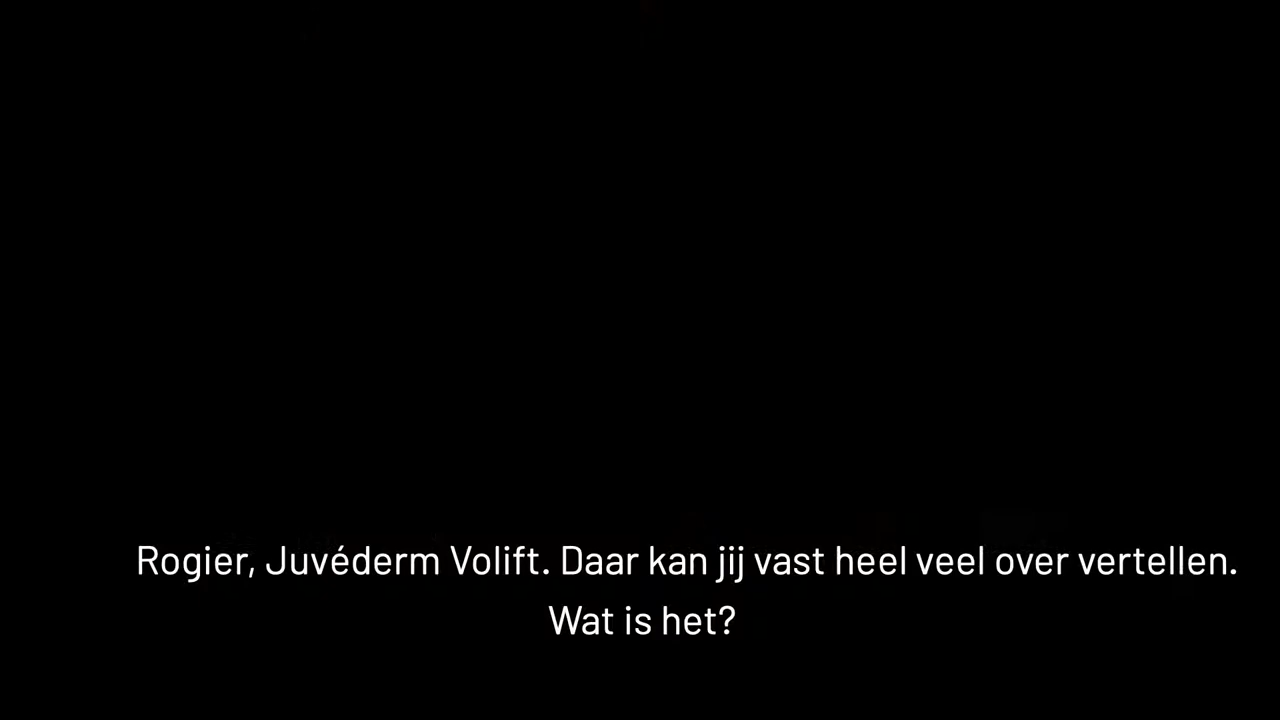 Rogier, Juvéderm Volift. Daar kan jij vast heel veel over vertellen.
Wat is het?